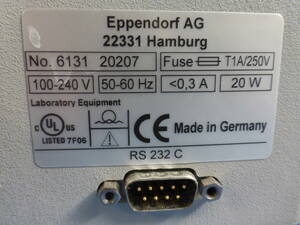 Eppendorf AG
22331 Hamburg
No. 6131 20207 Fuse T1A/250V
100-240 V 50-60 Hz <0,3 A 20 W
Laboratory Equipment
C UL US CE Made in Germany
LISTED 7F06
RS 232 C